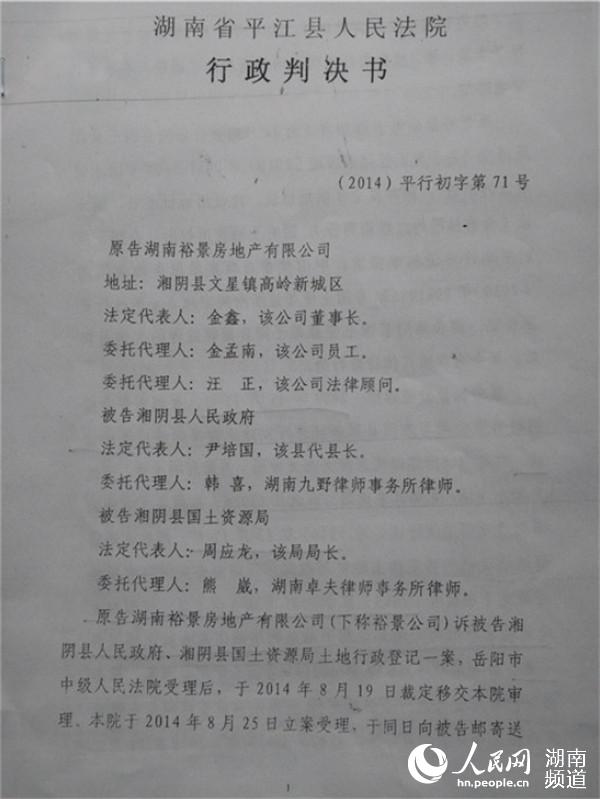 湖南省平江县人民法院
行政判决书
（2014）平行初字第71号
原告湖南裕景房地产有限公司
地址：湘阴县文星镇高岭新城区
法定代表人：金鑫，该公司董事长。
委托代理人：金孟南，该公司员工。
委托代理人：汪　正，该公司法律顾问。
被告湘阴县人民政府
法定代表人：尹培国，该县代县长。
委托代理人：韩　喜，湖南九野律师事务所律师。
被告湘阴县国土资源局
法定代表人：周应龙，该局局长。
委托代理人：熊　崴，湖南卓夫律师事务所律师。
原告湖南裕景房地产有限公司（下称裕景公司）诉被告湘
阴县人民政府、湘阴县国土资源局土地行政登记一案，岳阳市
中级人民法院受理后，于2014年8月19日裁定移交本院审
理。本院于2014年8月25日立案受理，于同日向被告邮寄送
1
人民网 湖南
hn.people.cn 频道